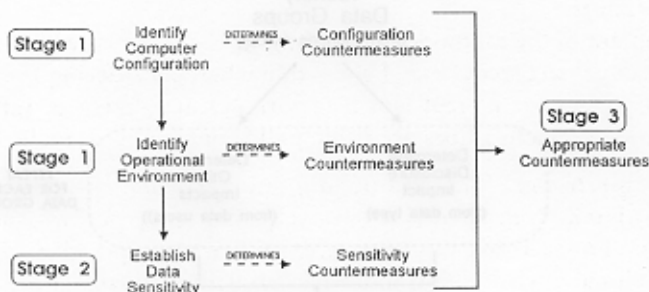 Stage 1
Identify
Computer
Configuration
DETERMINES
Configuration
Countermeasures
Stage 1
Identify
Operational
Environment
DETERMINES
Environment
Countermeasures
Stage 2
Establish
Data
Sensitivity
DETERMINES
Sensitivity
Countermeasures
Stage 3
Appropriate
Countermeasures